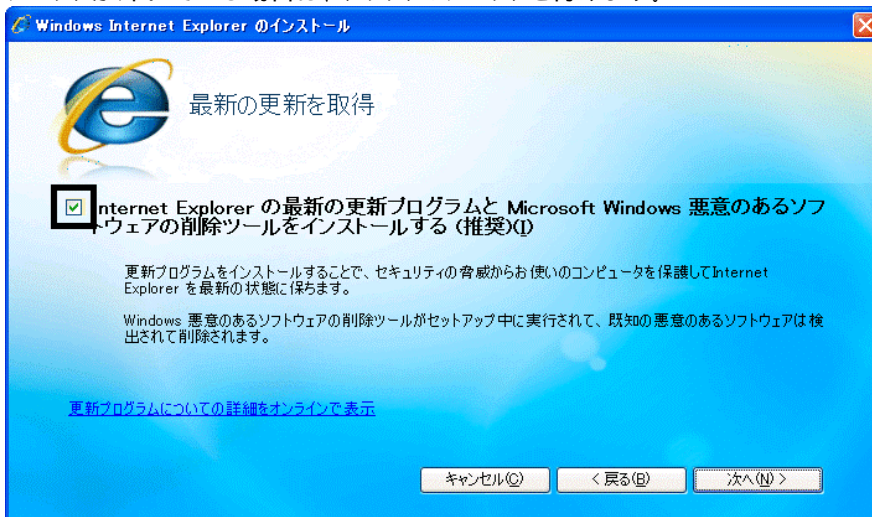 Windows Internet Explorer のインストール
最新の更新を取得
nternet Explorer の最新の更新プログラムと Microsoft Windows 悪意のあるソフ
トウェアの削除ツールをインストールする (推奨)(I)
更新プログラムをインストールすることで、セキュリティの脅威からお使いのコンピュータを保護してInternet
Explorer を最新の状態に保ちます。
Windows 悪意のあるソフトウェアの削除ツールがセットアップ中に実行されて、既知の悪意のあるソフトウェアは検
出されて削除されます。
更新プログラムについての詳細をオンラインで表示
キャンセル(C) < 戻る(B) 次へ(N) >